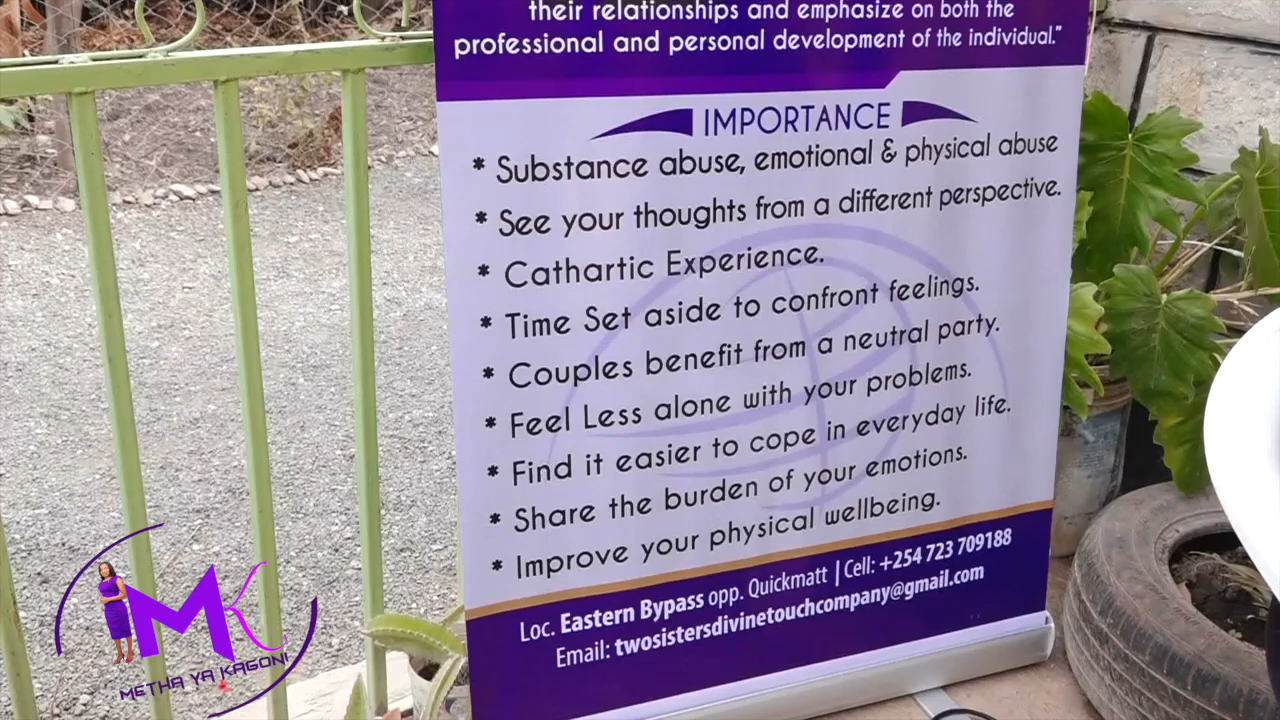 their relationships and emphasize on both the
professional and personal development of the individual."
IMPORTANCE
* Substance abuse, emotional & physical abuse
* See your thoughts from a different perspective.
* Cathartic Experience.
* Time Set aside to confront feelings.
* Couples benefit from a neutral party.
* Feel Less alone with your problems.
* Find it easier to cope in everyday life.
* Share the burden of your emotions.
* Improve your physical wellbeing.
Loc. Eastern Bypass opp. Quickmatt | Cell: +254 723 709188
Email: twosistersdivinetouchcompany@gmail.com
MK
METHA YA KAGONI